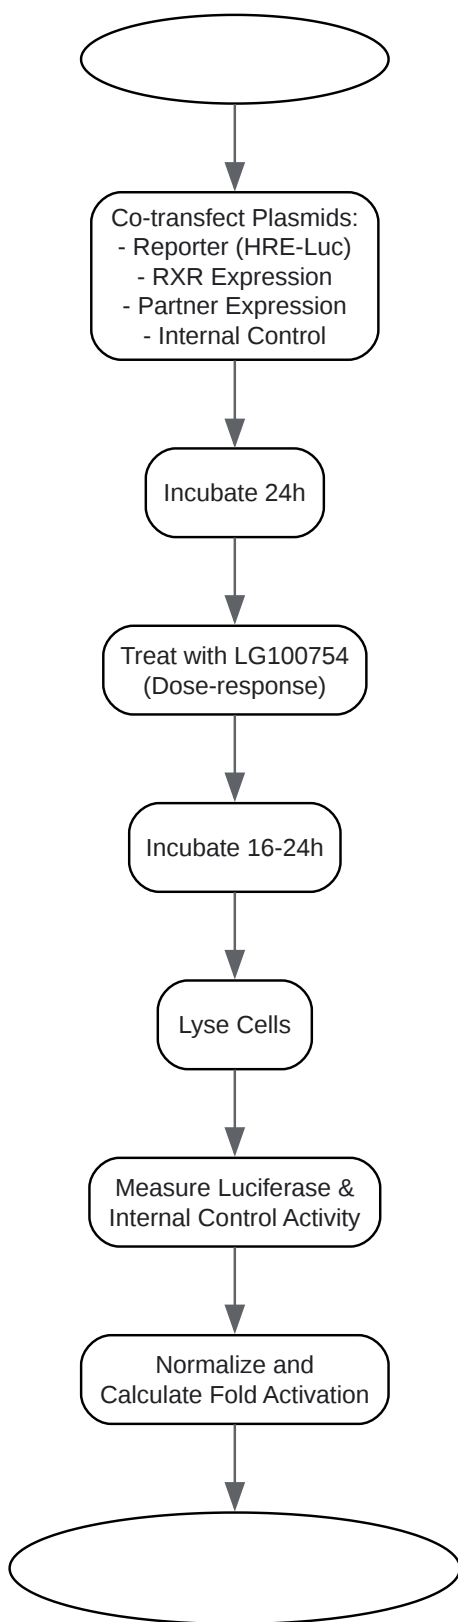 Co-transfect Plasmids:
- Reporter (HRE-Luc)
- RXR Expression
- Partner Expression
- Internal Control
Incubate 24h
Treat with LG100754
(Dose-response)
Incubate 16-24h
Lyse Cells
Measure Luciferase &
Internal Control Activity
Normalize and
Calculate Fold Activation